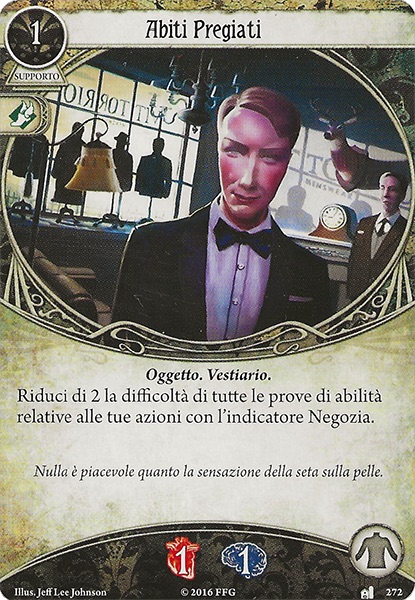 Abiti Pregiati
1
SUPPORTO
Oggetto. Vestiario.
Riduci di 2 la difficoltà di tutte le prove di abilità
relative alle tue azioni con l'indicatore Negozia.
Nulla è piacevole quanto la sensazione della seta sulla pelle.
1
1
Illus. Jeff Lee Johnson
© 2016 FFG
272